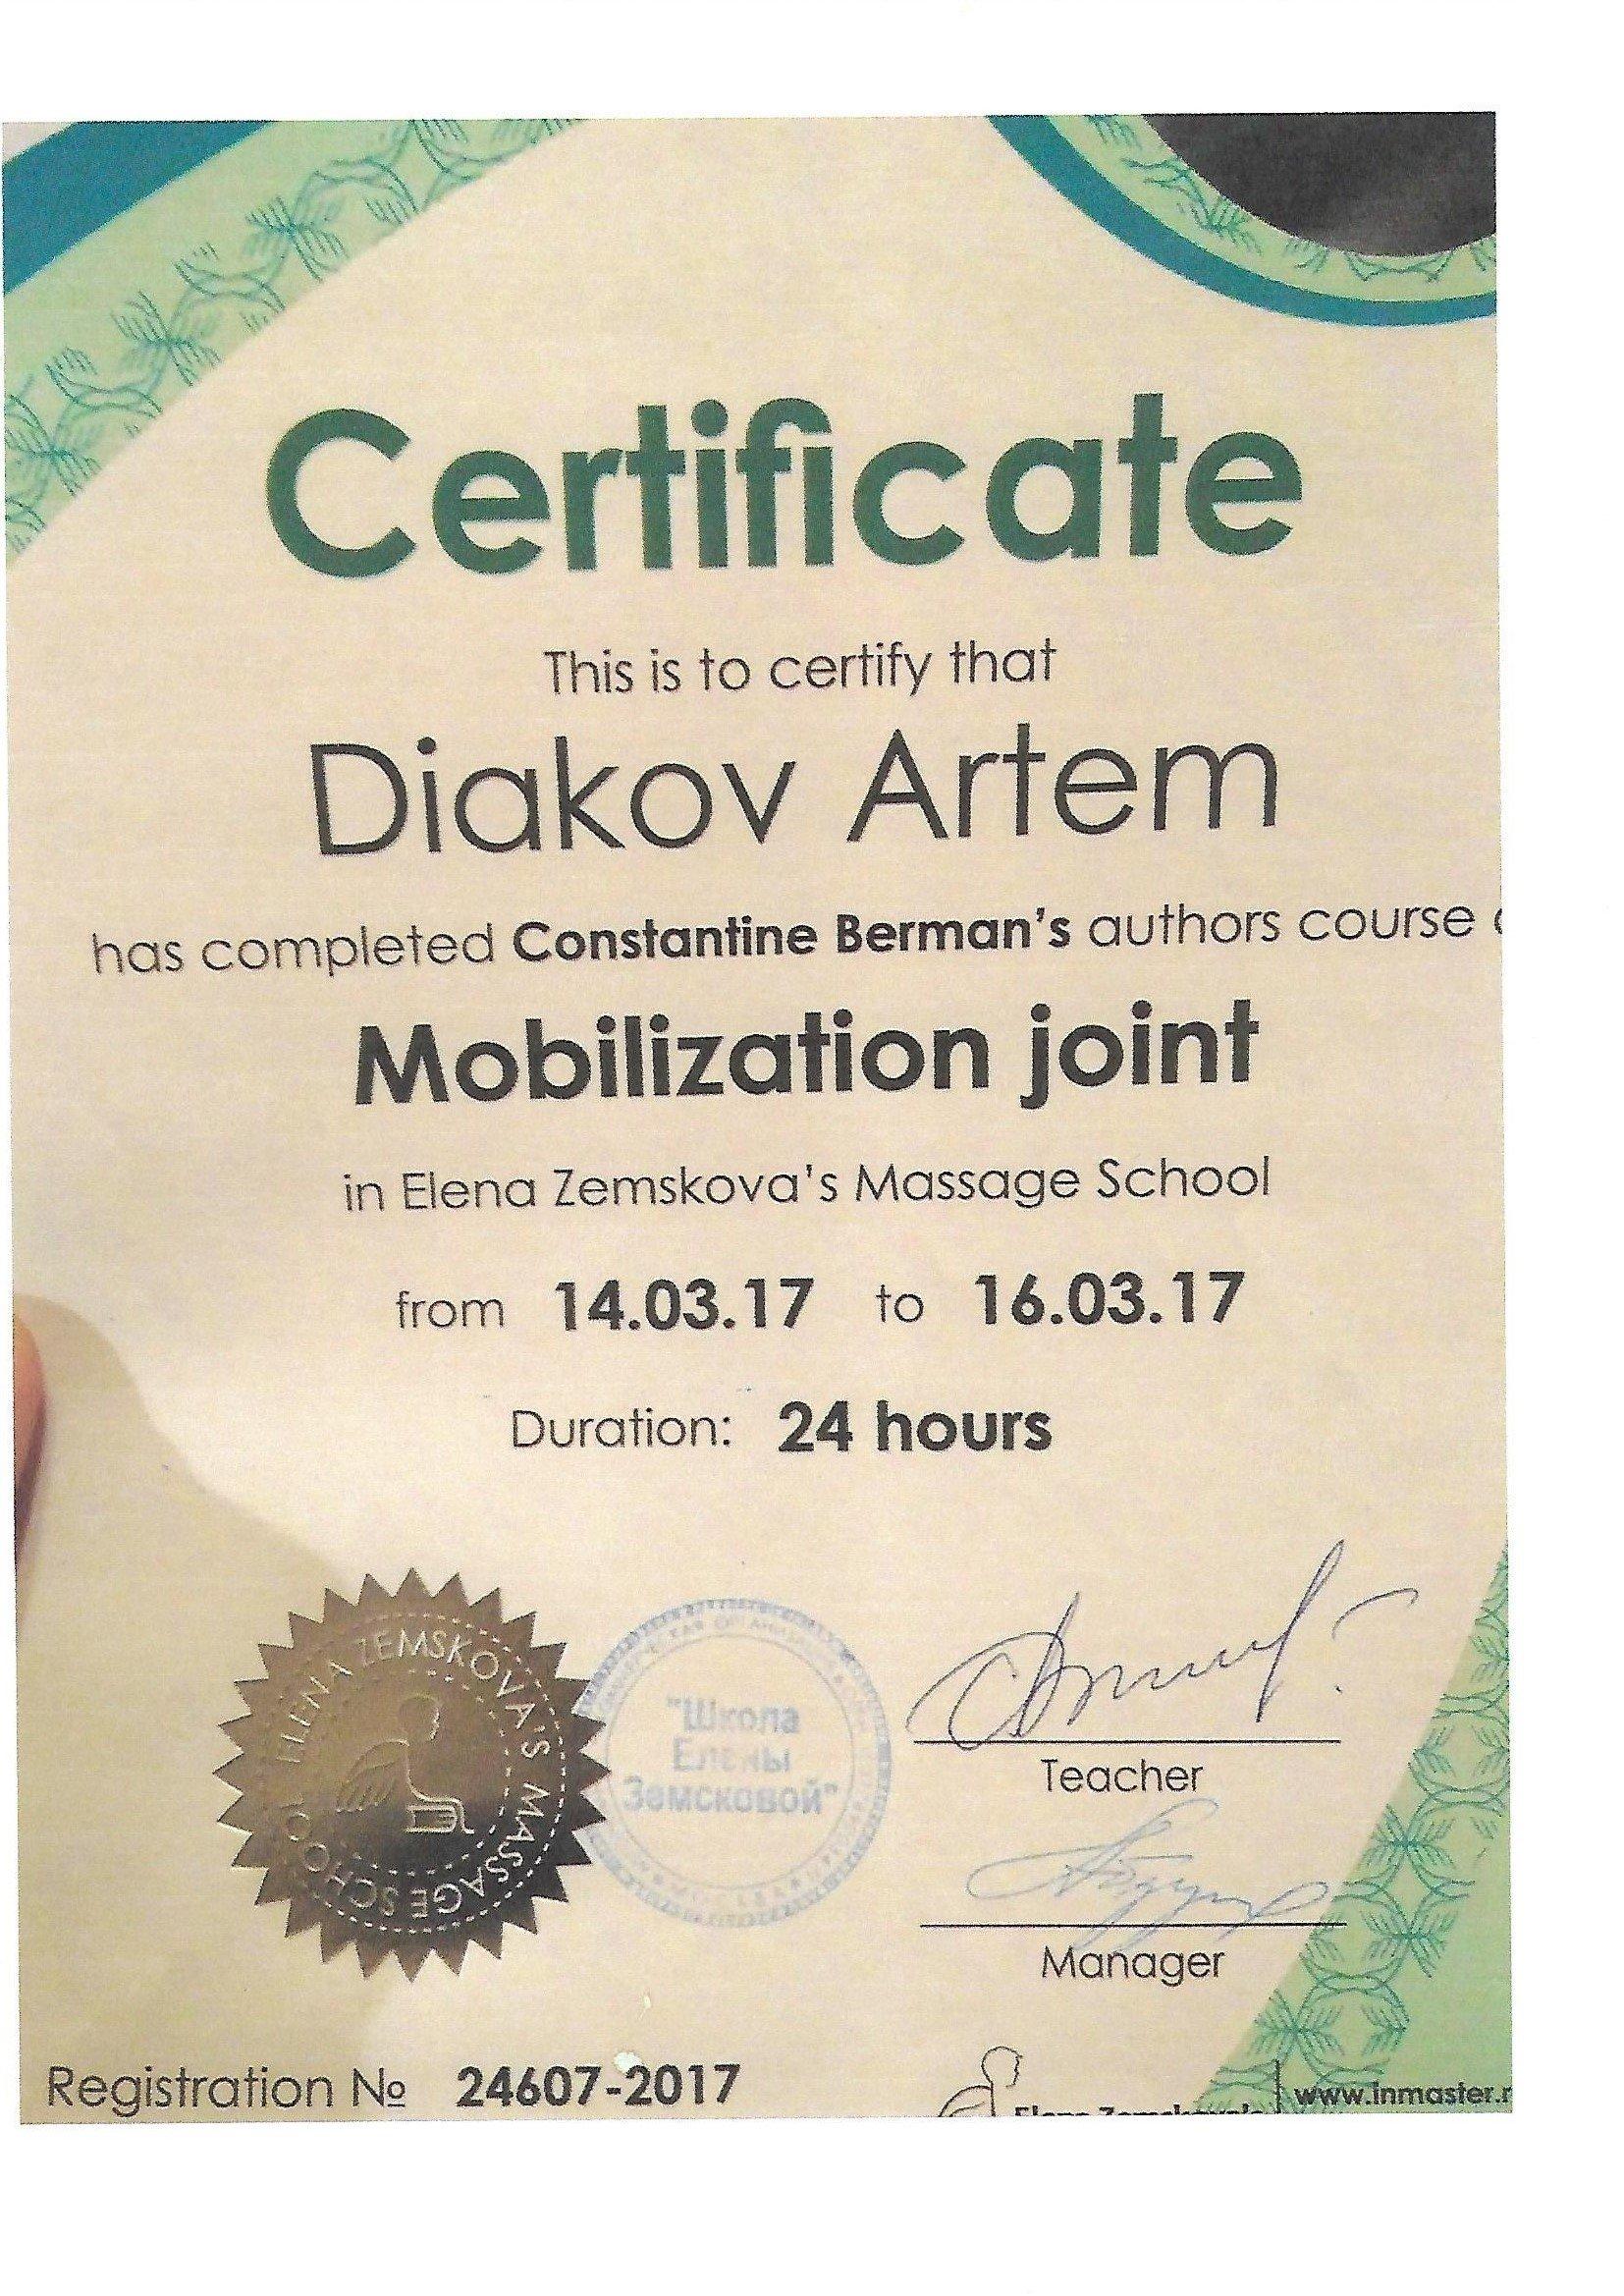 Certificate
This is to certify that
Diakov Artem
has completed Constantine Berman's authors course
Mobilization joint
in Elena Zemskova's Massage School
from 14.03.17 to 16.03.17
Duration: 24 hours
ELENA ZEMSKOVA'S MASSAGE SCHOOL
"Школа
Елены
Земсковой"
Teacher
Manager
Registration № 24607-2017
Elena Zemskova's
www.inmaster.r